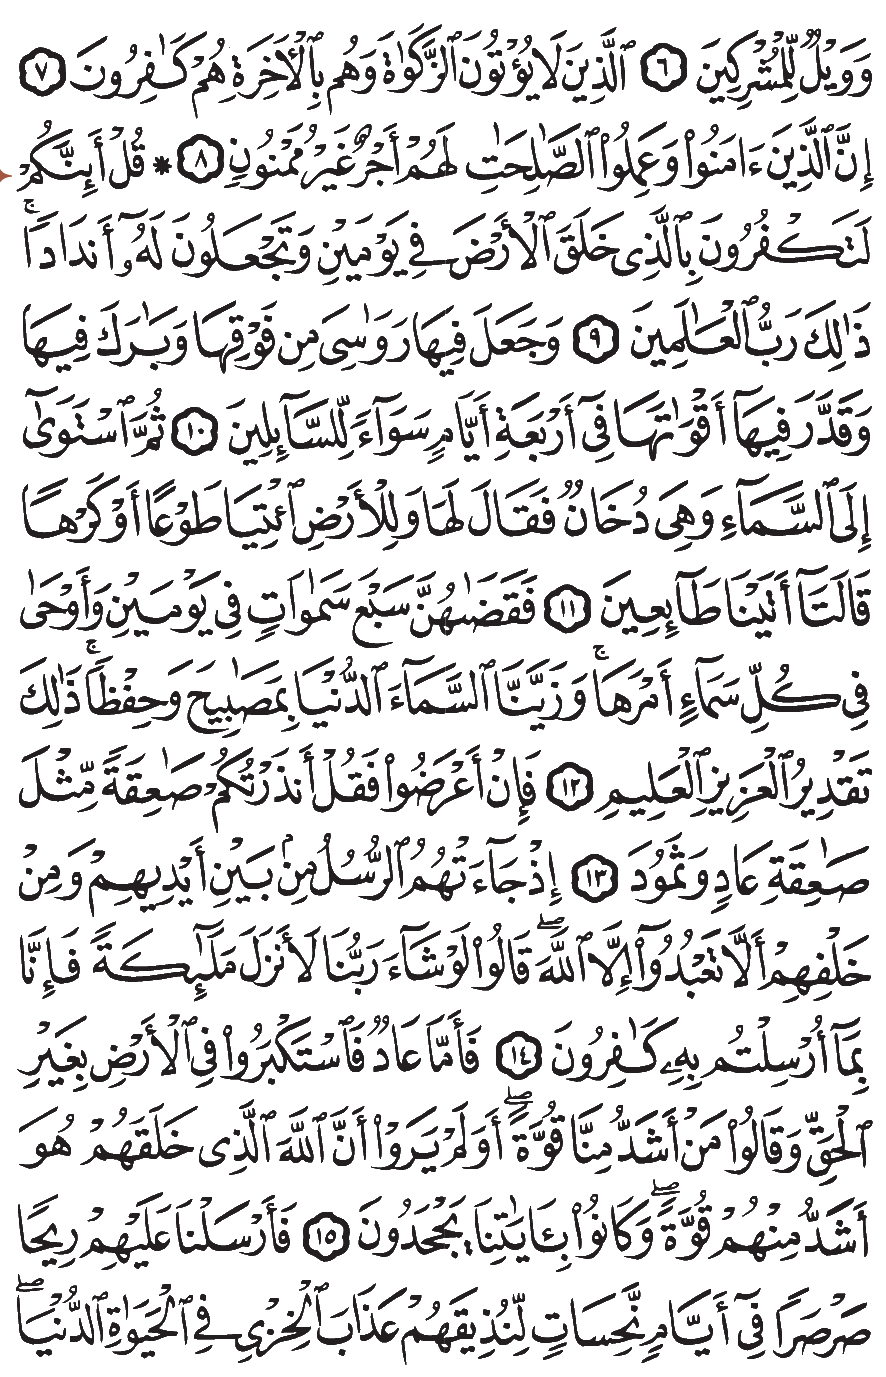 وَوَيْلٌ لِّلْمُشْرِكِينَ ٦ ٱلَّذِينَ لَا يُؤْتُونَ ٱلزَّكَوٰةَ وَهُم بِٱلْأَخِرَةِ هُمْ كَـٰفِرُونَ ٧
إِنَّ ٱلَّذِينَ ءَامَنُوا۟ وَعَمِلُوا۟ ٱلصَّـٰلِحَـٰتِ لَهُمْ أَجْرٌ غَيْرُ مَمْنُونٍ ٨ * قُلْ أَئِنَّكُمْ
لَتَكْفُرُونَ بِٱلَّذِى خَلَقَ ٱلْأَرْضَ فِى يَوْمَيْنِ وَتَجْعَلُونَ لَهُۥٓ أَندَادًا ۚ
ذَٰلِكَ رَبُّ ٱلْعَـٰلَمِينَ ٩ وَجَعَلَ فِيهَا رَوَٰسِىَ مِن فَوْقِهَا وَبَـٰرَكَ فِيهَا
وَقَدَّرَ فِيهَآ أَقْوَٰتَهَا فِىٓ أَرْبَعَةِ أَيَّامٍ سَوَآءً لِّلسَّآئِلِينَ ١٠ ثُمَّ ٱسْتَوَىٰٓ
إِلَى ٱلسَّمَآءِ وَهِىَ دُخَانٌ فَقَالَ لَهَا وَلِلْأَرْضِ ٱئْتِيَا طَوْعًا أَوْ كَرْهًا
قَالَتَآ أَتَيْنَا طَآئِعِينَ ١١ فَقَضَىٰهُنَّ سَبْعَ سَمَـٰوَاتٍ فِى يَوْمَيْنِ وَأَوْحَىٰ
فِى كُلِّ سَمَآءٍ أَمْرَهَا ۚ وَزَيَّنَّا ٱلسَّمَآءَ ٱلدُّنْيَا بِمَصَـٰبِيحَ وَحِفْظًا ۚ ذَٰلِكَ
تَقْدِيرُ ٱلْعَزِيزِ ٱلْعَلِيمِ ١٢ فَإِنْ أَعْرَضُوا۟ فَقُلْ أَنذَرْتُكُمْ صَـٰعِقَةً مِّثْلَ
صَـٰعِقَةِ عَادٍ وَثَمُودَ ١٣ إِذْ جَآءَتْهُمُ ٱلرُّسُلُ مِنۢ بَيْنِ أَيْدِيهِمْ وَمِنْ
خَلْفِهِمْ أَلَّا تَعْبُدُوٓا۟ إِلَّا ٱللَّهَ ۖ قَالُوا۟ لَوْ شَآءَ رَبُّنَا لَأَنزَلَ مَلَـٰٓئِكَةً فَإِنَّا
بِمَآ أُرْسِلْتُم بِهِۦ كَـٰفِرُونَ ١٤ فَأَمَّا عَادٌ فَٱسْتَكْبَرُوا۟ فِى ٱلْأَرْضِ بِغَيْرِ
ٱلْحَقِّ وَقَالُوا۟ مَنْ أَشَدُّ مِنَّا قُوَّةً ۖ أَوَلَمْ يَرَوْا۟ أَنَّ ٱللَّهَ ٱلَّذِى خَلَقَهُمْ هُوَ
أَشَدُّ مِنْهُمْ قُوَّةً ۖ وَكَانُوا۟ بِـَٔايَـٰتِنَا يَجْحَدُونَ ١٥ فَأَرْسَلْنَا عَلَيْهِمْ رِيحًا
صَرْصَرًا فِىٓ أَيَّامٍ نَّحِسَاتٍ لِّنُذِيقَهُمْ عَذَابَ ٱلْخِزْىِ فِى ٱلْحَيَوٰةِ ٱلدُّنْيَا ۖ